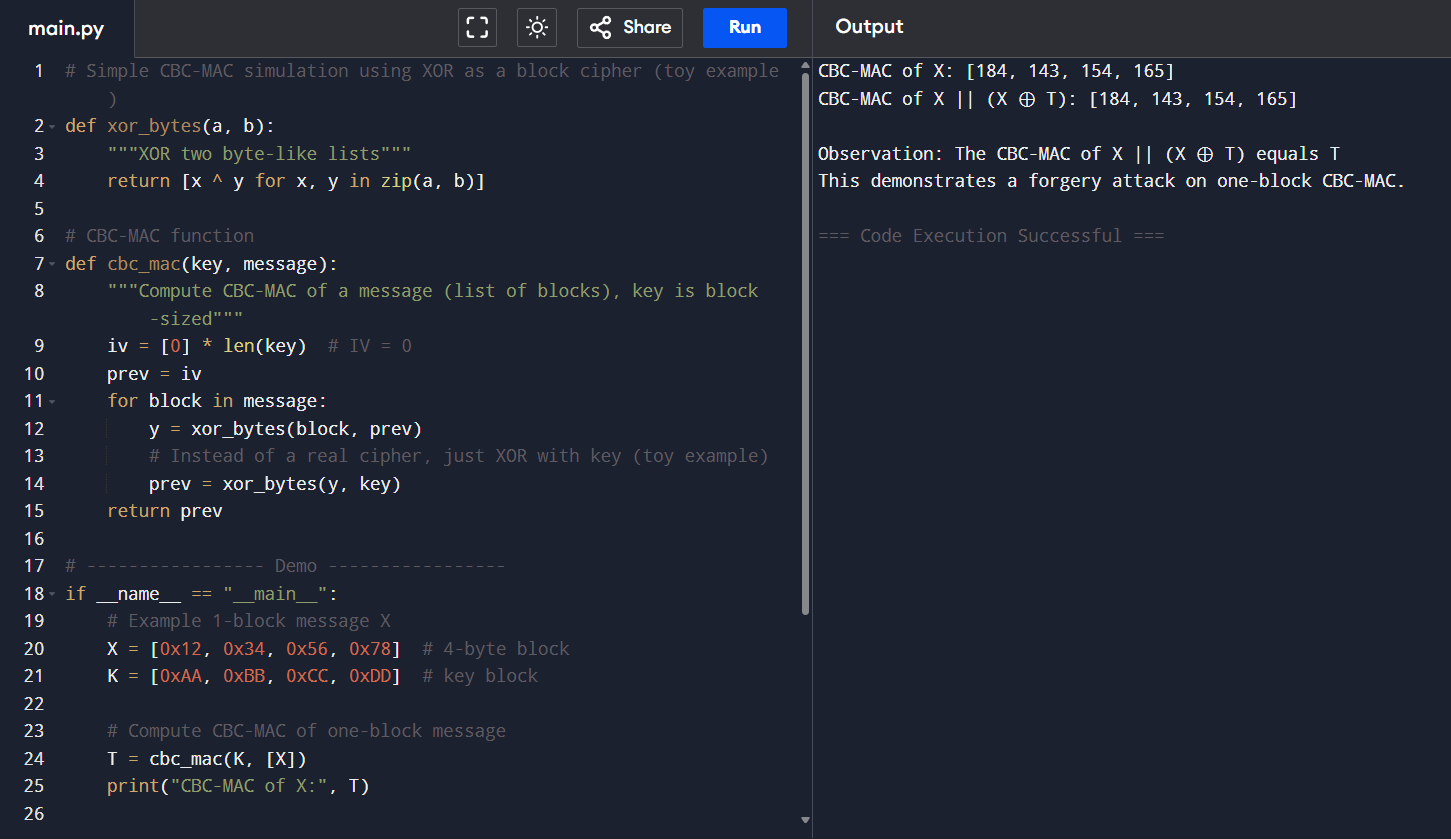 main.py
Share
Run
Output
1 # Simple CBC-MAC simulation using XOR as a block cipher (toy example
)
2 def xor_bytes(a, b):
3 """XOR two byte-like lists"""
4 return [x ^ y for x, y in zip(a, b)]
5
6 # CBC-MAC function
7 def cbc_mac(key, message):
8 """Compute CBC-MAC of a message (list of blocks), key is block
-sized"""
9 iv = [0] * len(key)  # IV = 0
10 prev = iv
11 for block in message:
12 y = xor_bytes(block, prev)
13 # Instead of a real cipher, just XOR with key (toy example)
14 prev = xor_bytes(y, key)
15 return prev
16
17 # ----------------- Demo -----------------
18 if __name__ == "__main__":
19 # Example 1-block message X
20 X = [0x12, 0x34, 0x56, 0x78]  # 4-byte block
21 K = [0xAA, 0xBB, 0xCC, 0xDD]  # key block
22
23 # Compute CBC-MAC of one-block message
24 T = cbc_mac(K, [X])
25 print("CBC-MAC of X:", T)
26
CBC-MAC of X: [184, 143, 154, 165]
CBC-MAC of X || (X ⊕ T): [184, 143, 154, 165]
Observation: The CBC-MAC of X || (X ⊕ T) equals T
This demonstrates a forgery attack on one-block CBC-MAC.
=== Code Execution Successful ===